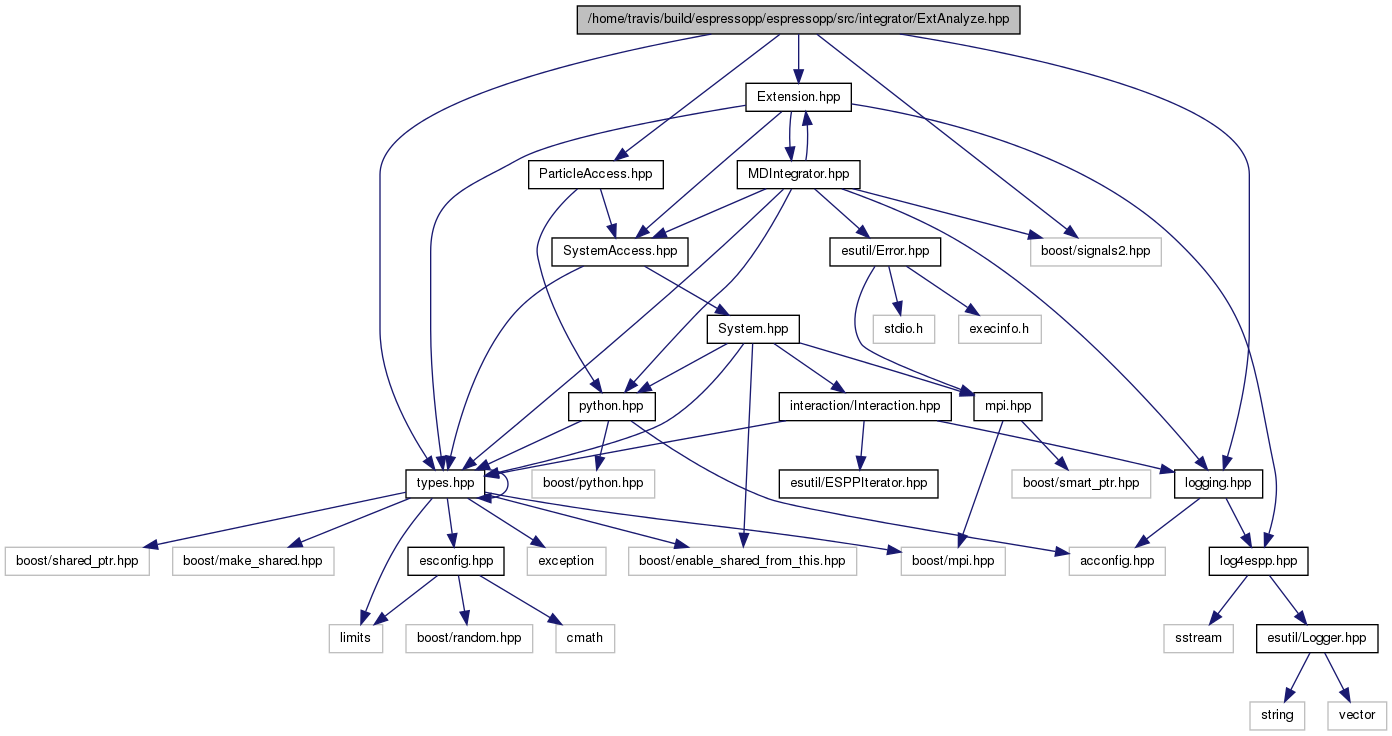 /home/travis/build/espressopp/espressopp/src/integrator/ExtAnalyze.hpp
Extension.hpp
ParticleAccess.hpp
MDIntegrator.hpp
SystemAccess.hpp
esutil/Error.hpp
boost/signals2.hpp
System.hpp
stdio.h
execinfo.h
python.hpp
interaction/Interaction.hpp
mpi.hpp
types.hpp
boost/python.hpp
esutil/ESPPIterator.hpp
boost/smart_ptr.hpp
logging.hpp
boost/shared_ptr.hpp
boost/make_shared.hpp
esconfig.hpp
exception
boost/enable_shared_from_this.hpp
boost/mpi.hpp
acconfig.hpp
log4espp.hpp
limits
boost/random.hpp
cmath
sstream
esutil/Logger.hpp
string
vector